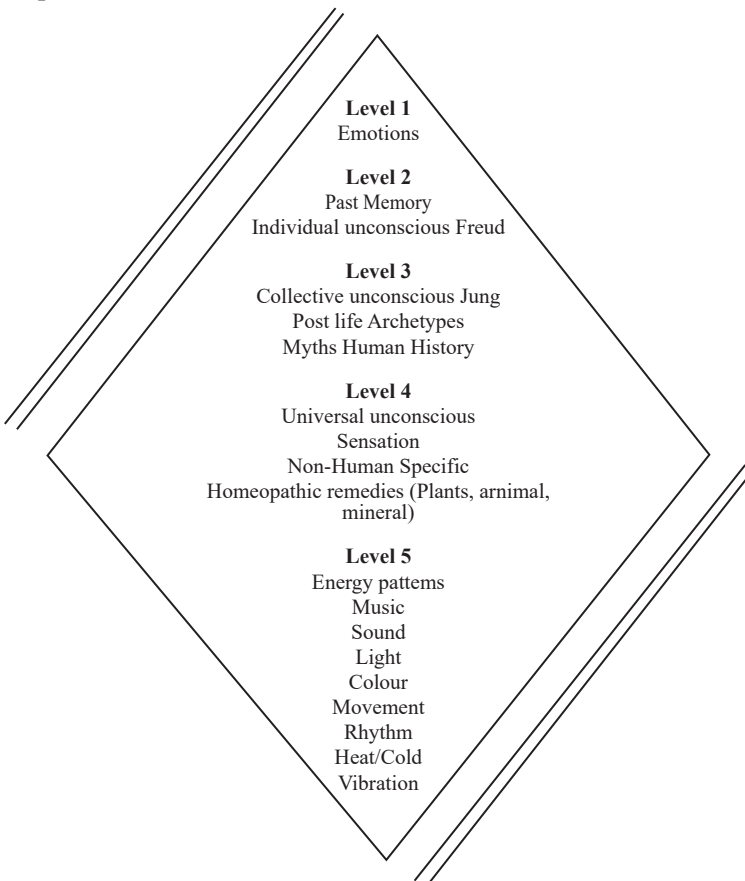 Level 1
Emotions
Level 2
Past Memory
Individual unconscious Freud
Level 3
Collective unconscious Jung
Post life Archetypes
Myths Human History
Level 4
Universal unconscious
Sensation
Non-Human Specific
Homeopathic remedies (Plants, arnimal,
mineral)
Level 5
Energy pattems
Music
Sound
Light
Colour
Movement
Rhythm
Heat/Cold
Vibration